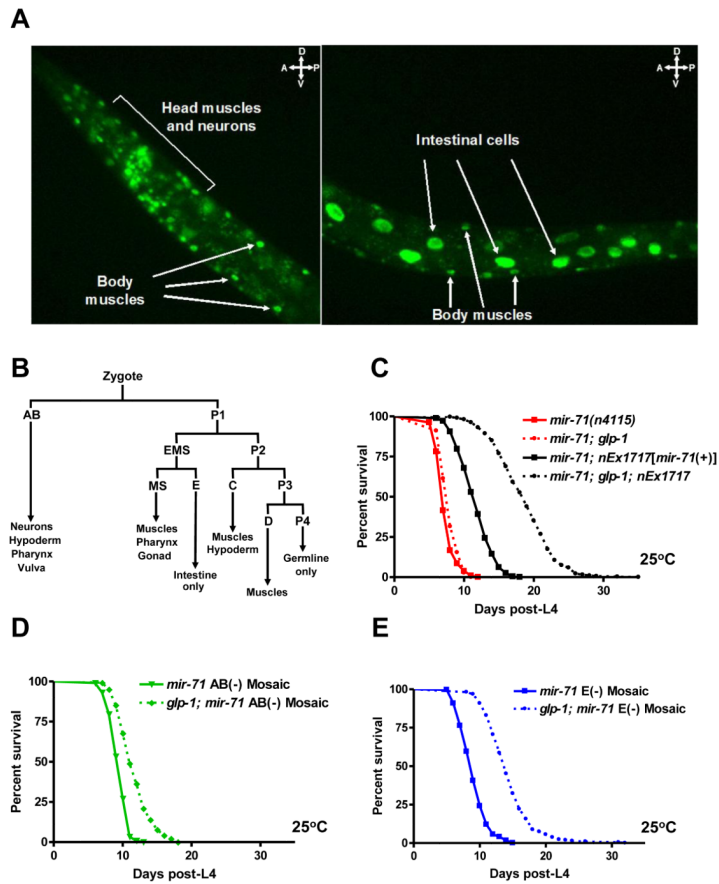 A
D
A P
V
Head muscles
and neurons
Body
muscles
D
A P
V
Intestinal cells
Body muscles
B
Zygote
AB P1
EMS P2
MS E C P3
D P4
Neurons
Hypoderm
Pharynx
Vulva
Muscles
Pharynx
Gonad
Intestine
only
Muscles
Hypoderm
Muscles
Germline
only
C
Percent survival
100
75
50
25
0
0 10 20 30
Days post-L4
mir-71(n4115)
mir-71; glp-1
mir-71; nEx1717[mir-71(+)]
mir-71; glp-1; nEx1717
25°C
D
Percent survival
100
75
50
25
0
0 10 20 30
Days post-L4
mir-71 AB(-) Mosaic
glp-1; mir-71 AB(-) Mosaic
25°C
E
Percent survival
100
75
50
25
0
0 10 20 30
Days post-L4
mir-71 E(-) Mosaic
glp-1; mir-71 E(-) Mosaic
25°C